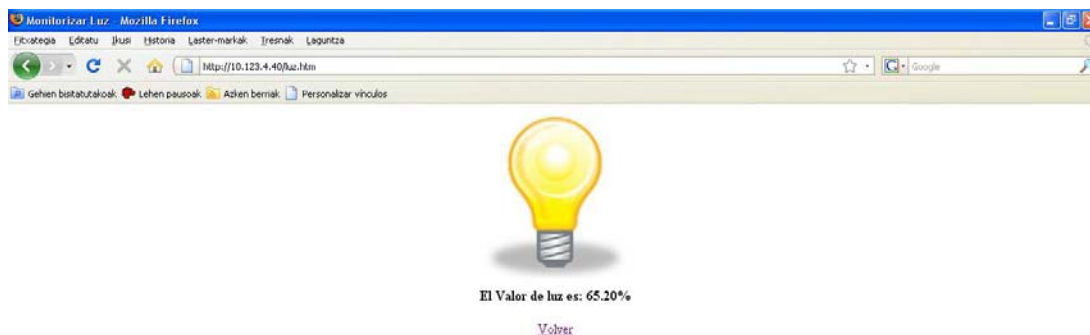 Monitorizar Luz - Mozilla Firefox
Fitxategia Editatu Ikusi Historia Laster-markak Tresnak Laguntza
http://10.123.4.40/luz.htm Google
Gehien bisitatutakoak Lehen pausoak Azken berriak Personalizar vínculos
El Valor de luz es: 65.20%
Volver